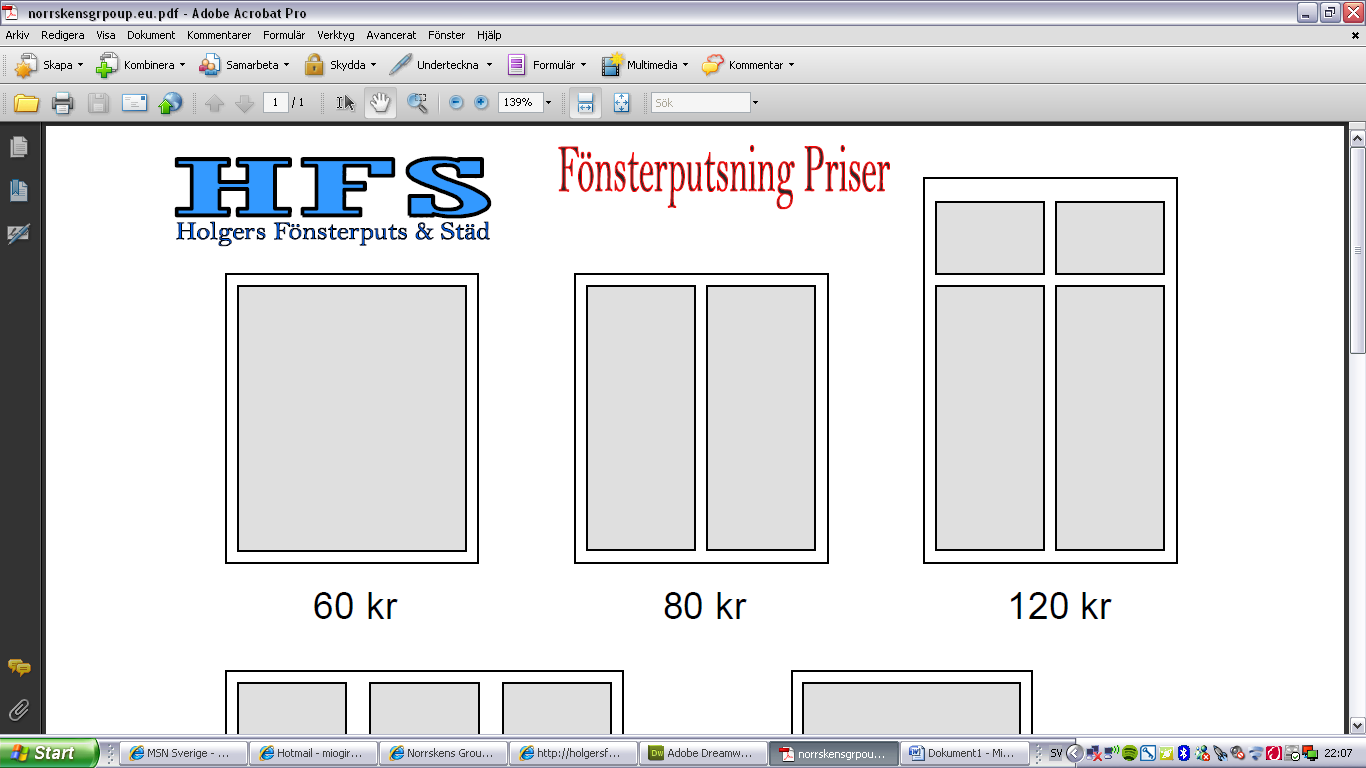 norrskensgrpoup.eu.pdf - Adobe Acrobat Pro
Arkiv Redigera Visa Dokument Kommentarer Formulär Verktyg Avancerat Fönster Hjälp
Skapa Kombinera Samarbeta Skydda Underteckna Formulär Multimedia Kommentar
1 / 1 139% Sök
HFS
Holgers Fönsterputs & Städ
Fönsterputsning Priser
60 kr 80 kr 120 kr
Start MSN Sverige - ... Hotmail - miogir... Norrskens Grou... http://holgersf... Dw Adobe Dreamw... norrskensgrpou... Dokument1 - Mi... SV 22:07